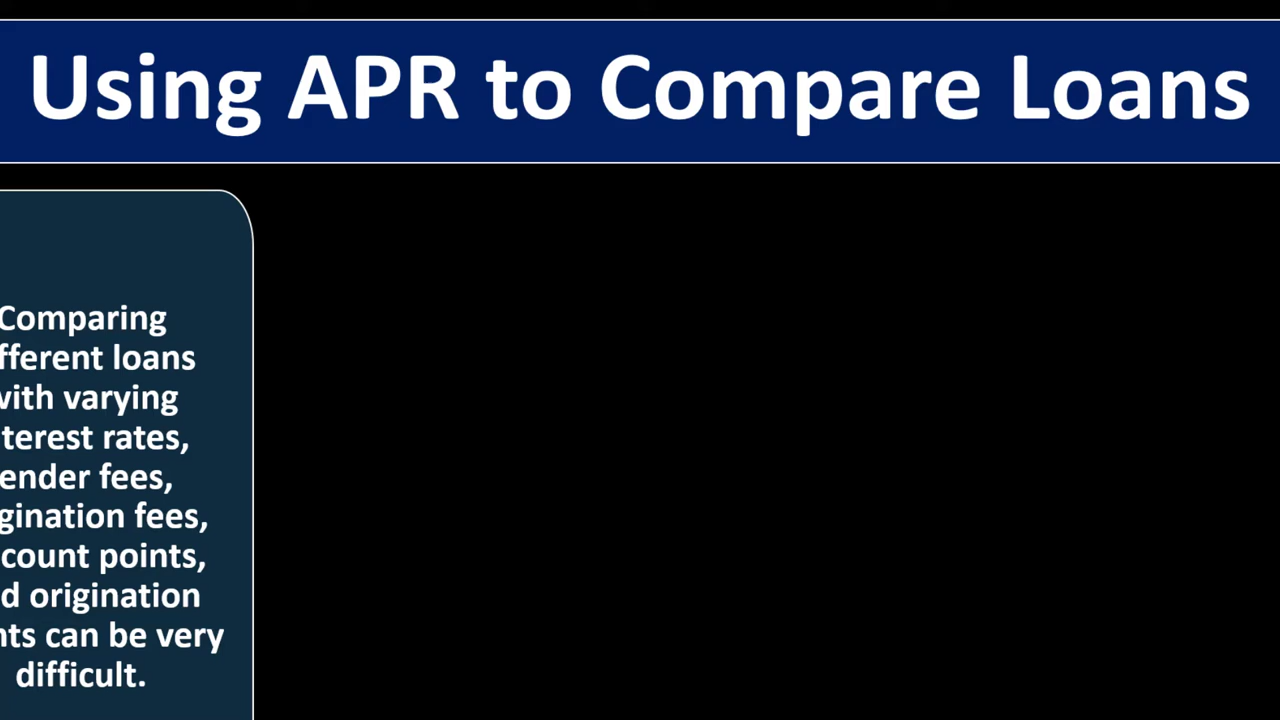 Using APR to Compare Loans
Comparing
fferent loans
with varying
terest rates,
ender fees,
gination fees,
count points,
d origination
nts can be very
difficult.